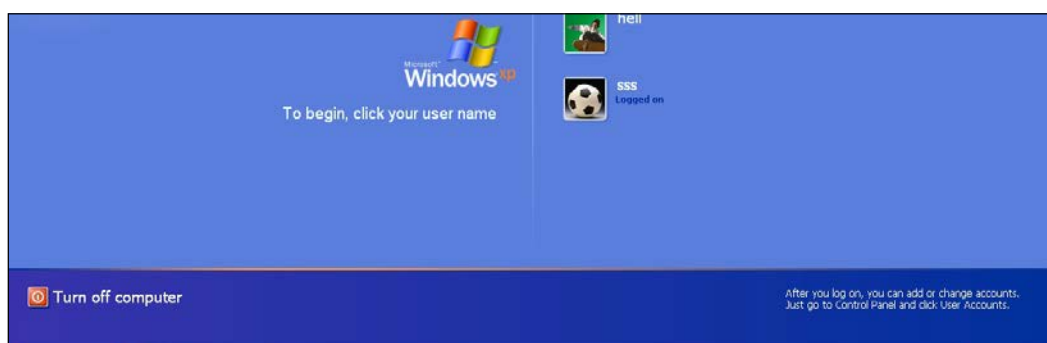 hell
Microsoft
Windows xp
sss
Logged on
To begin, click your user name
Turn off computer
After you log on, you can add or change accounts.
Just go to Control Panel and click User Accounts.